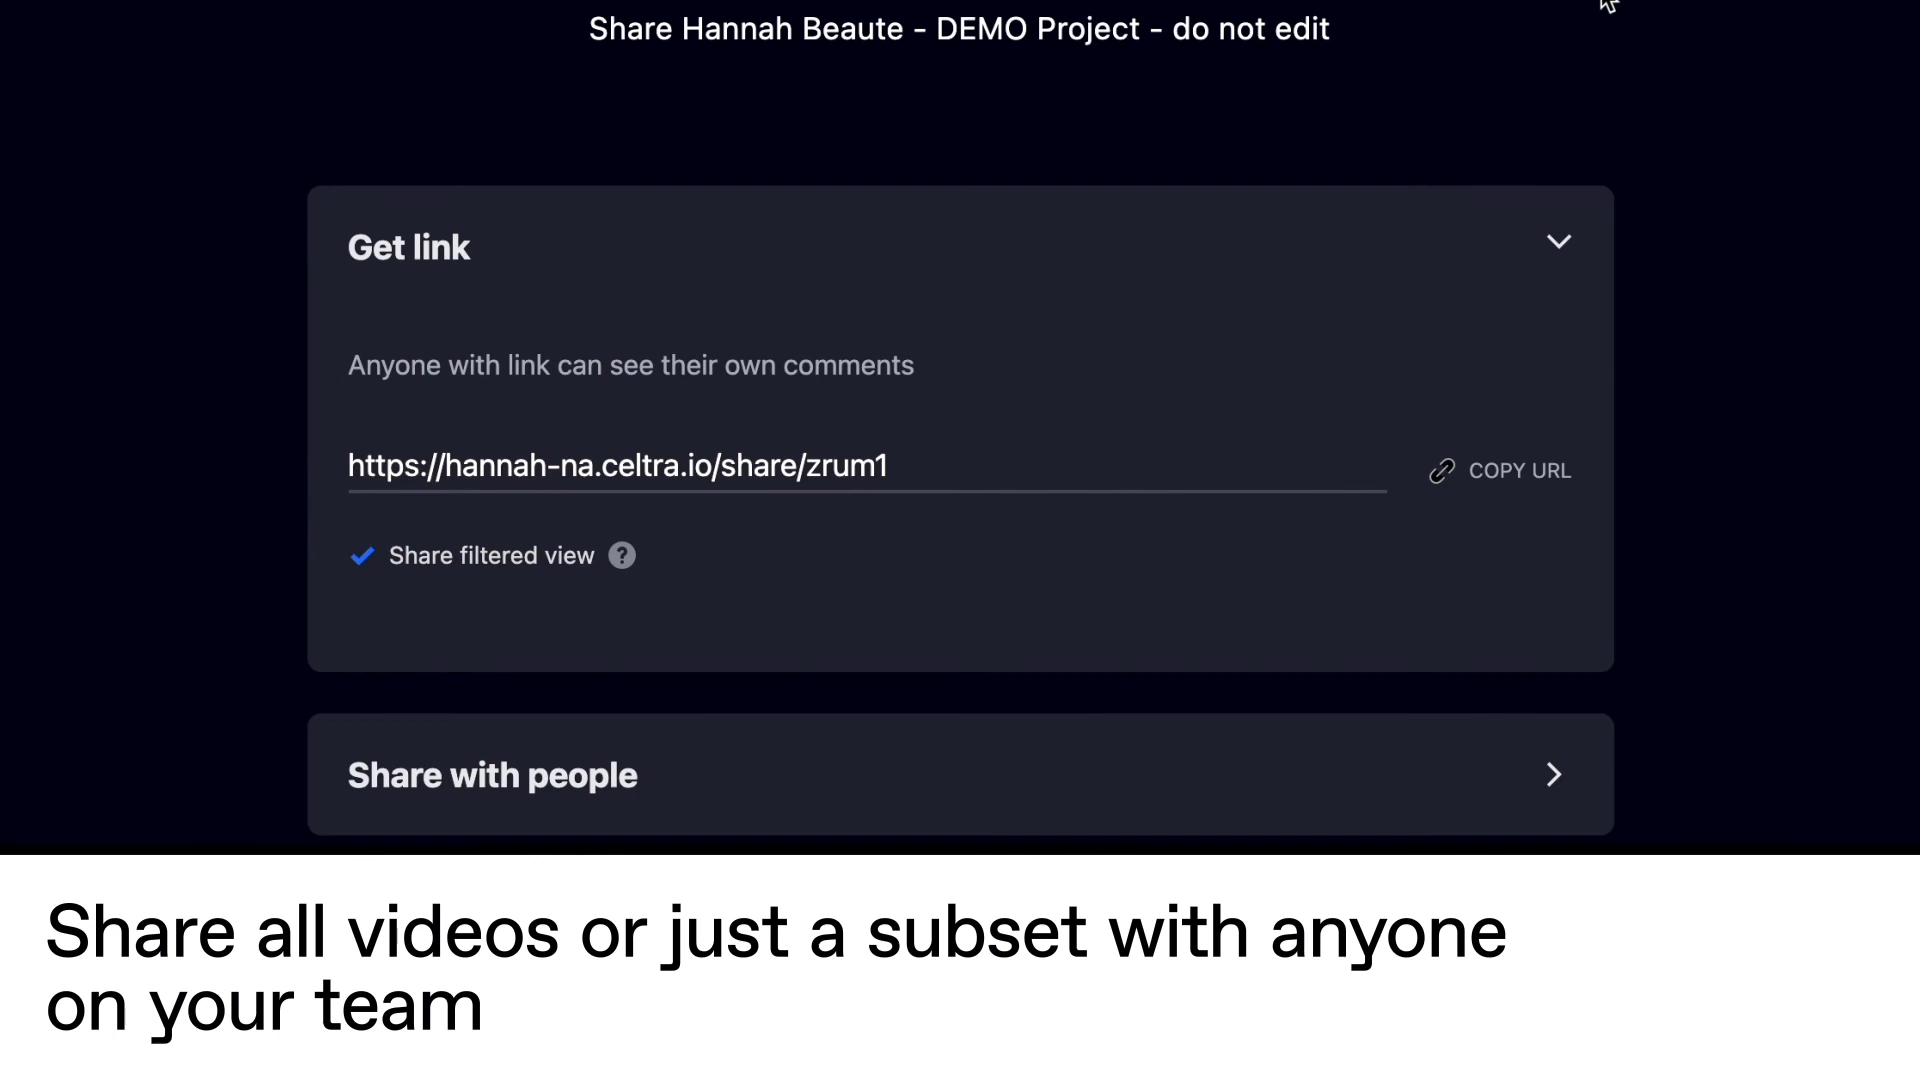 Share Hannah Beaute - DEMO Project - do not edit
Get link
Anyone with link can see their own comments
https://hannah-na.celtra.io/share/zrum1
COPY URL
Share filtered view ?
Share with people
Share all videos or just a subset with anyone
on your team